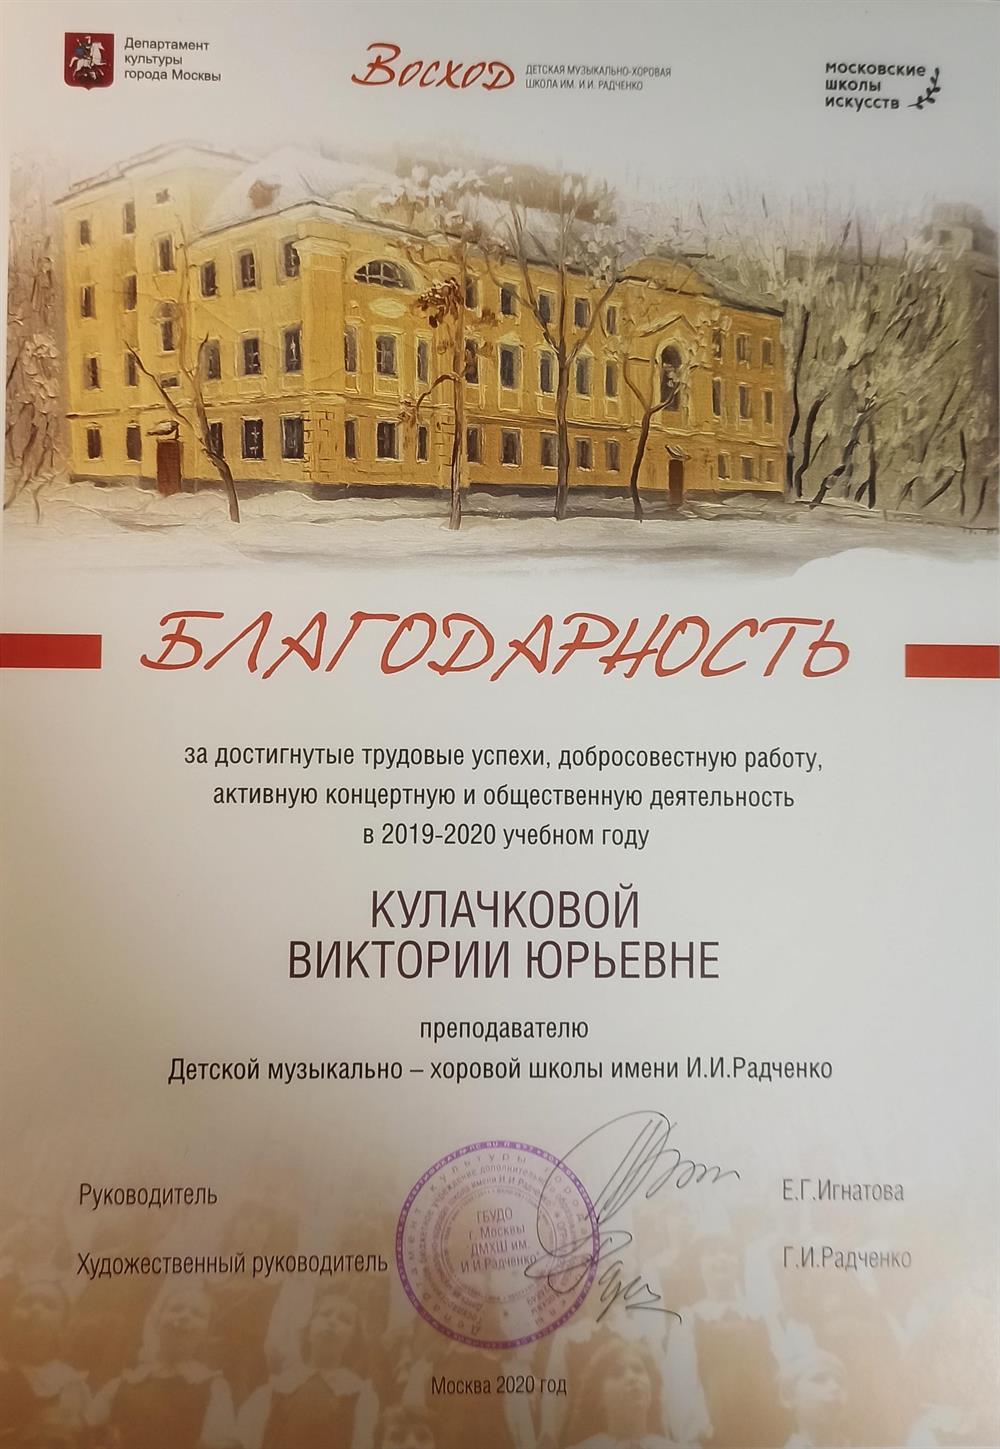 Департамент
культуры
города Москвы
Восход
ДЕТСКАЯ МУЗЫКАЛЬНО-ХОРОВАЯ
ШКОЛА ИМ. И.И. РАДЧЕНКО
МОСКОВСКИЕ
ШКОЛЫ
ИСКУССТВ
БЛАГОДАРНОСТЬ
за достигнутые трудовые успехи, добросовестную работу,
активную концертную и общественную деятельность
в 2019-2020 учебном году
КУЛАЧКОВОЙ
ВИКТОРИИ ЮРЬЕВНЕ
преподавателю
Детской музыкально – хоровой школы имени И.И.Радченко
Руководитель
Е.Г.Игнатова
Художественный руководитель
Г.И.Радченко
ГБУДО
г. Москвы
"ДМХШ им.
И.И.Радченко"
Москва 2020 год